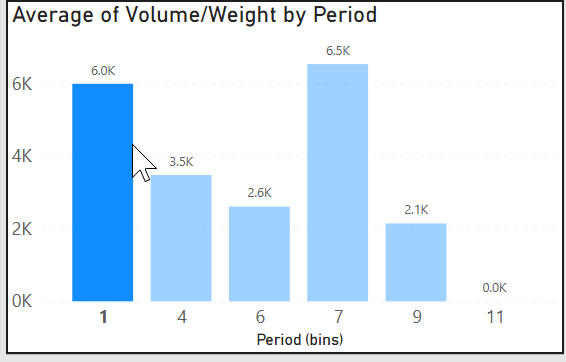 Average of Volume/Weight by Period
6.5K
6K
6.0K
4K
3.5K
2.6K
2K
2.1K
0K
0.0K
1 4 6 7 9 11
Period (bins)